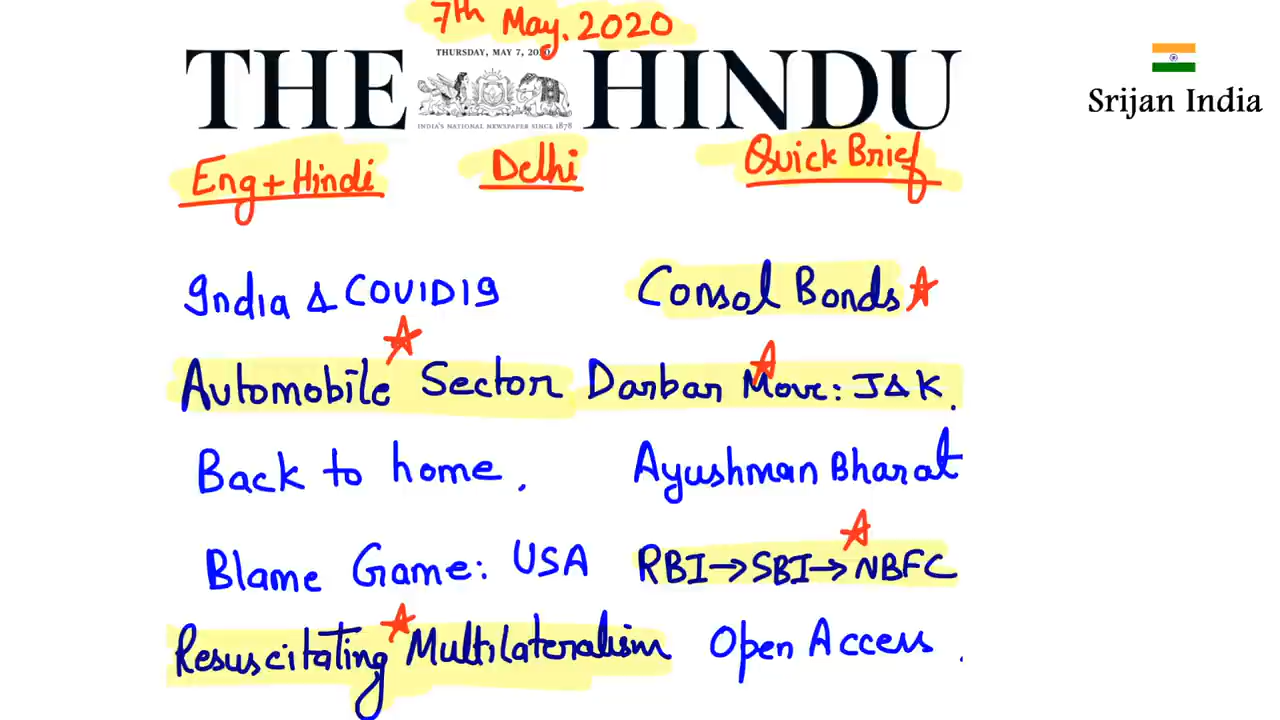 7th May. 2020
THURSDAY, MAY 7, 2020
THE HINDU
INDIA'S NATIONAL NEWSPAPER SINCE 1878
Srijan India
Eng + Hindi Delhi Quick Brief
India & COVID19 Consol Bonds
Automobile Sector Darbar Move: J&K.
Back to home. Ayushman Bharat
Blame Game: USA RBI→SBI→NBFC
Resuscitating Multilateralism Open Access.